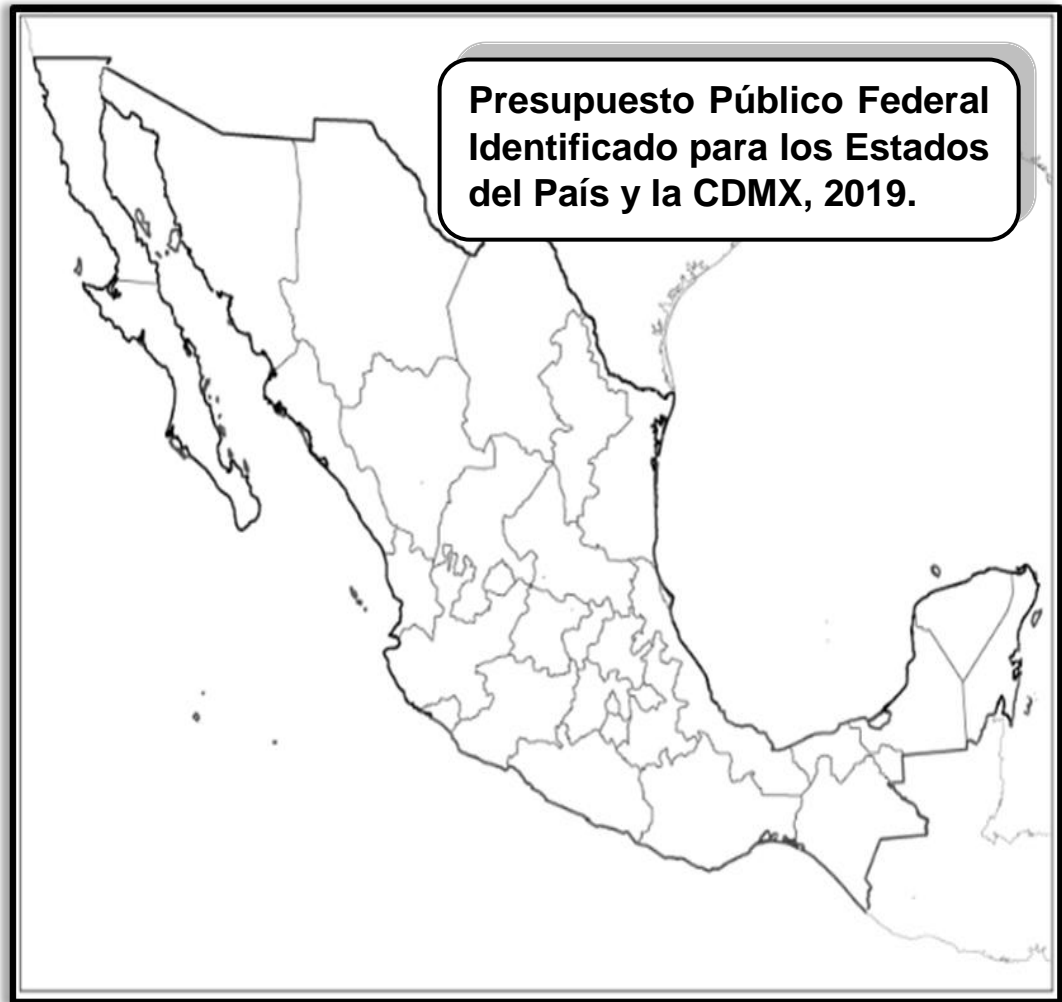 Presupuesto Público Federal
Identificado para los Estados
del País y la CDMX, 2019.